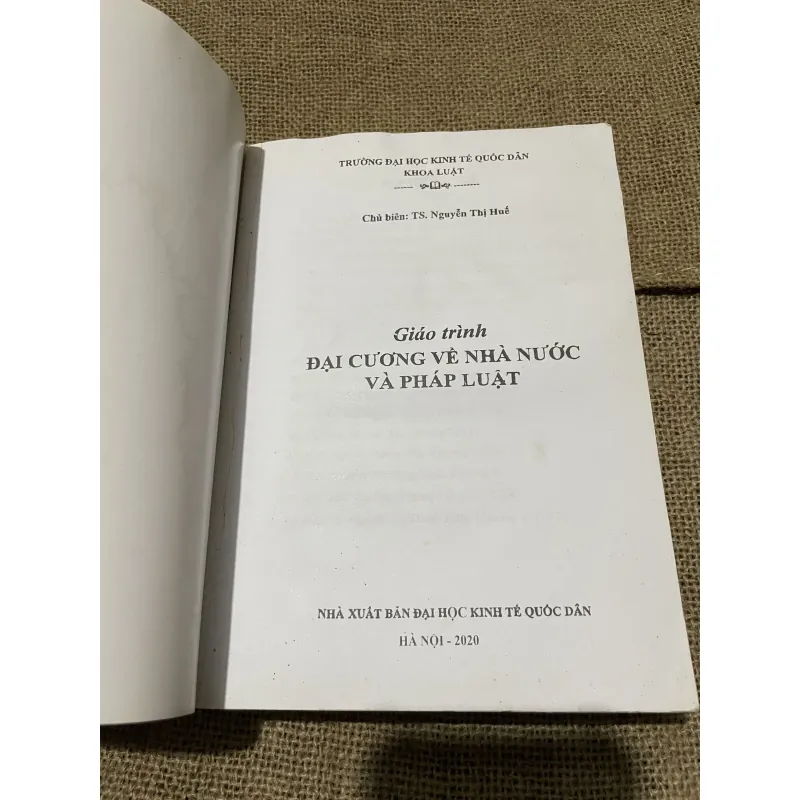 TRƯỜNG ĐẠI HỌC KINH TẾ QUỐC DÂN
KHOA LUẬT
Chủ biên: TS. Nguyễn Thị Huế
Giáo trình
ĐẠI CƯƠNG VỀ NHÀ NƯỚC
VÀ PHÁP LUẬT
NHÀ XUẤT BẢN ĐẠI HỌC KINH TẾ QUỐC DÂN
HÀ NỘI - 2020